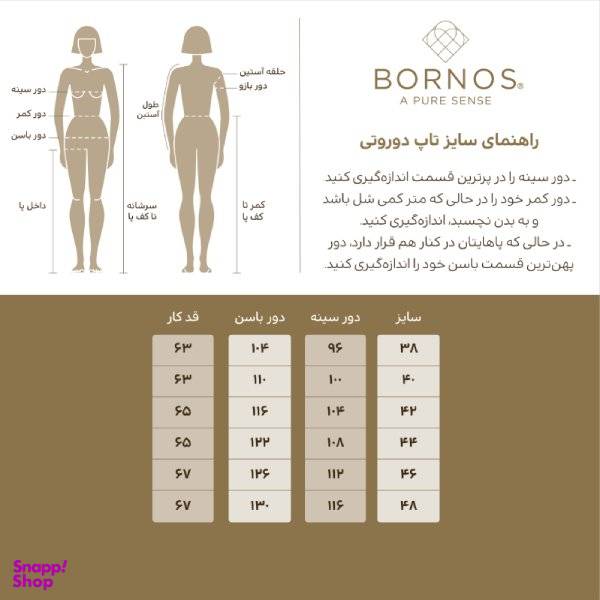 BORNOS®
A PURE SENSE
راهنمای سایز تاپ دوروتی
ـ دور سینه را در پرترین قسمت اندازه‌گیری کنید
ـ دور کمر خود را در حالی که متر کمی شل باشد
و به بدن نچسبد، اندازه‌گیری کنید.
ـ در حالی که پاهایتان در کنار هم قرار دارد، دور
پهن‌ترین قسمت باسن خود را اندازه‌گیری کنید.
حلقه آستین
دور بازو
طول
آستین
کمر تا
کف پا
سرشانه
تا کف پا
دور سینه
دور کمر
دور باسن
داخل پا
سایز دور سینه دور باسن قد کار
۳۸ ۹۶ ۱۰۴ ۶۳
۴۰ ۱۰۰ ۱۱۰ ۶۳
۴۲ ۱۰۴ ۱۱۶ ۶۵
۴۴ ۱۰۸ ۱۲۲ ۶۵
۴۶ ۱۱۲ ۱۲۶ ۶۷
۴۸ ۱۱۶ ۱۳۰ ۶۷
Snapp!
Shop